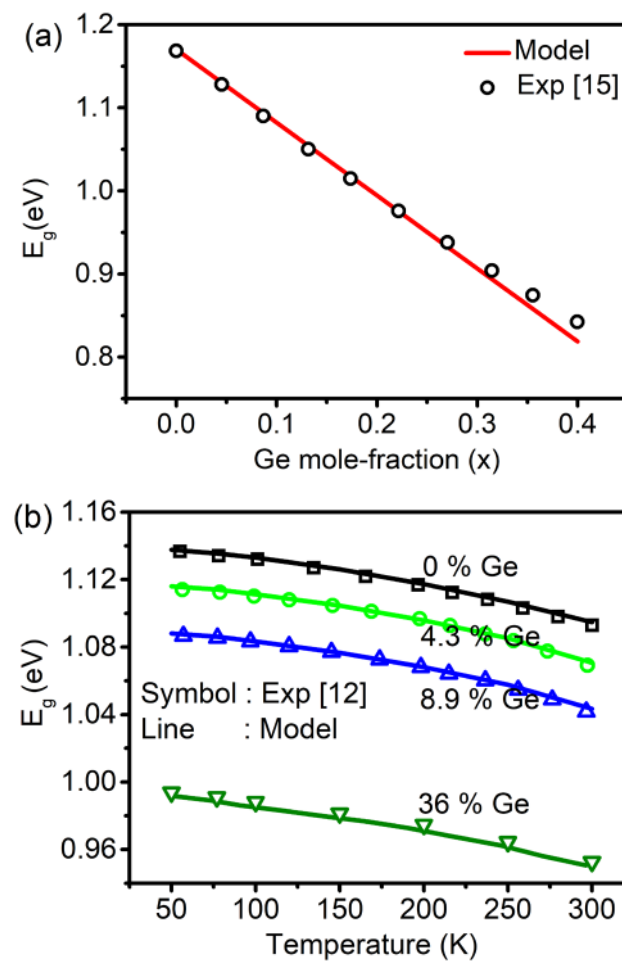 (a)
1.2
1.1
1.0
0.9
0.8
E_g(eV)
Model
Exp [15]
0.0 0.1 0.2 0.3 0.4
Ge mole-fraction (x)
(b)
1.16
1.12
1.08
1.04
1.00
0.96
E_g(eV)
0 % Ge
4.3 % Ge
8.9 % Ge
Symbol : Exp [12]
Line : Model
36 % Ge
50 100 150 200 250 300
Temperature (K)